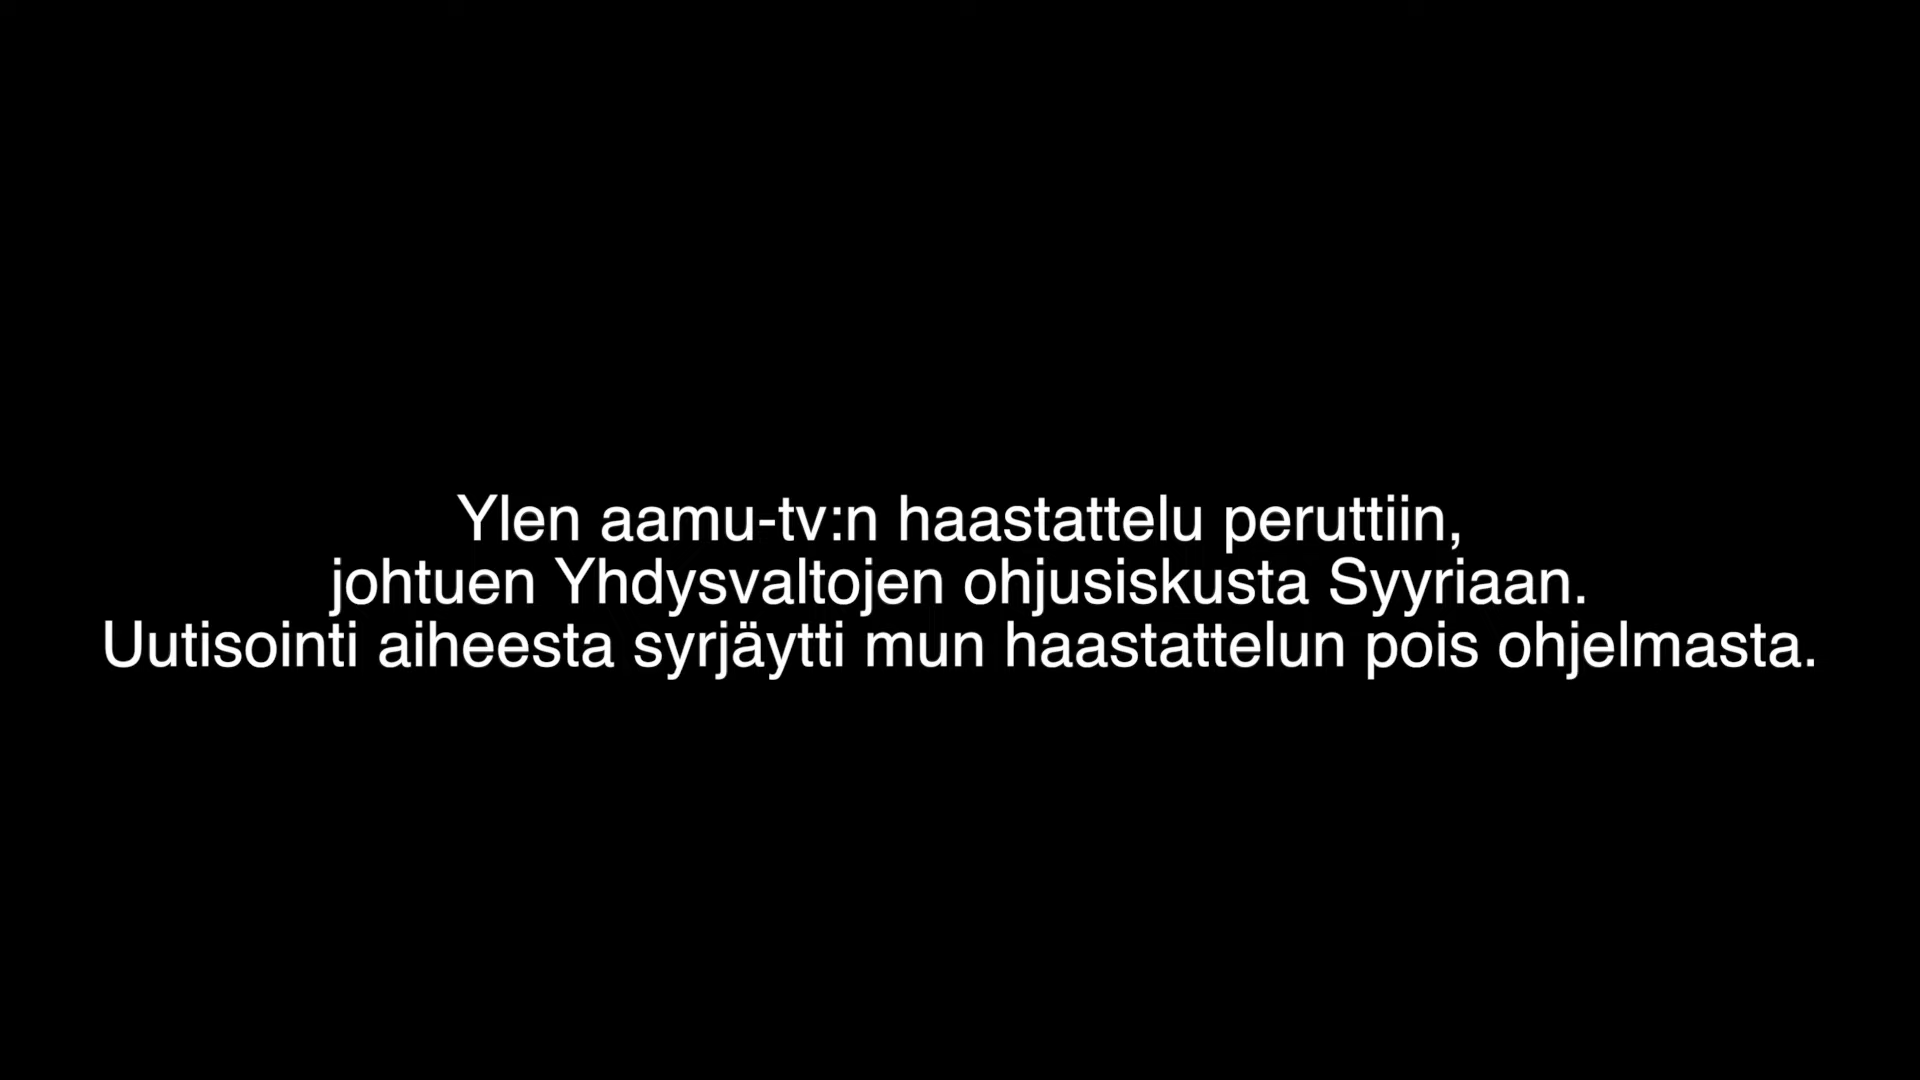 Ylen aamu-tv:n haastattelu peruttiin,
johtuen Yhdysvaltojen ohjusiskusta Syyriaan.
Uutisointi aiheesta syrjäytti mun haastattelun pois ohjelmasta.